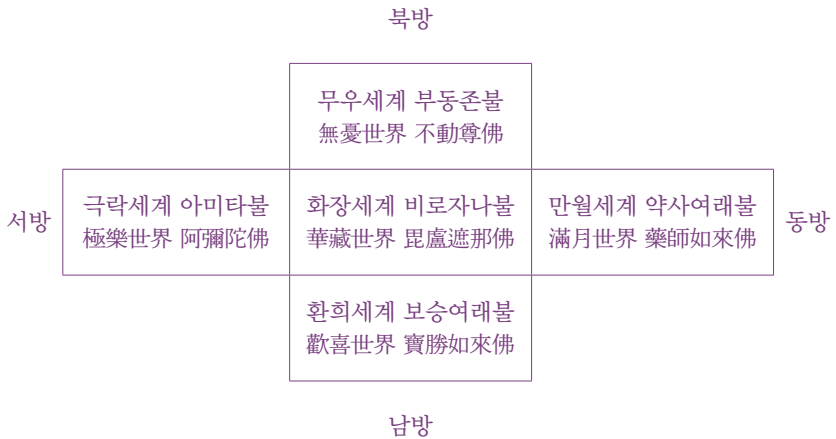 북방
무우세계 부동존불
無憂世界 不動尊佛
서방
극락세계 아미타불
極樂世界 阿彌陀佛
화장세계 비로자나불
華藏世界 毘盧遮那佛
만월세계 약사여래불
滿月世界 藥師如來佛
동방
환희세계 보승여래불
歡喜世界 寶勝如來佛
남방